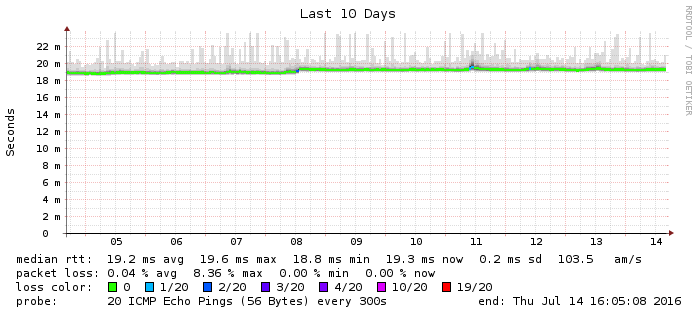 Last 10 Days
RRDTOOL / TOBI OETIKER
Seconds
22 m
20 m
18 m
16 m
14 m
12 m
10 m
8 m
6 m
4 m
2 m
0
05 06 07 08 09 10 11 12 13 14
median rtt: 19.2 ms avg 19.6 ms max 18.8 ms min 19.3 ms now 0.2 ms sd 103.5 am/s
packet loss: 0.04 % avg 8.36 % max 0.00 % min 0.00 % now
loss color: 0 1/20 2/20 3/20 4/20 10/20 19/20
probe: 20 ICMP Echo Pings (56 Bytes) every 300s end: Thu Jul 14 16:05:08 2016